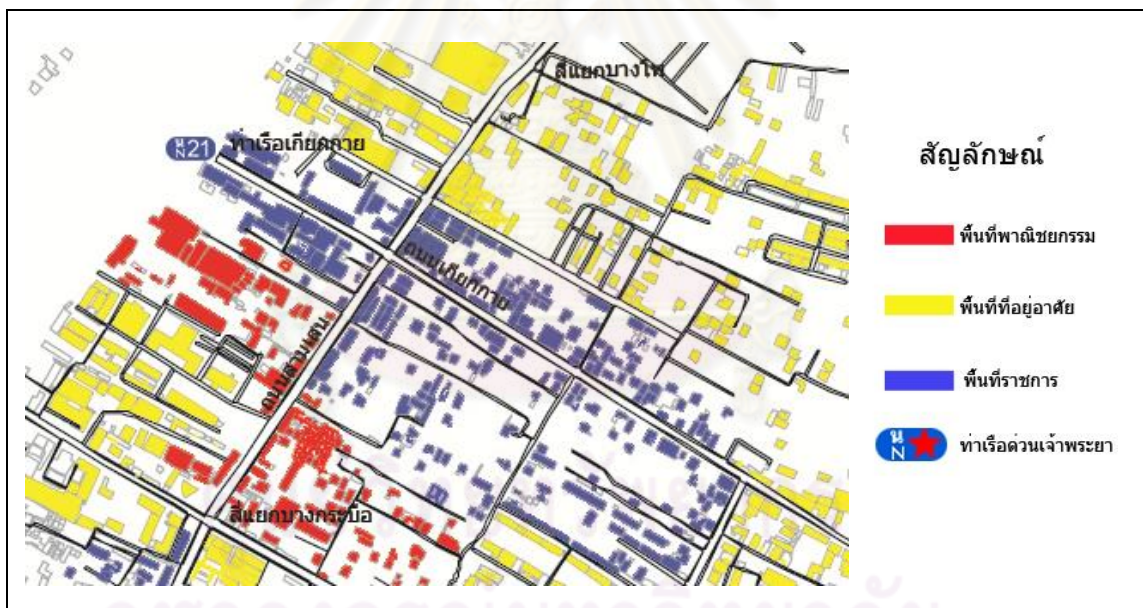 สี่แยกบางโพ
น
N21 ท่าเรือเกียกกาย
ถนนเกียกกาย
ถนนสามเสน
สี่แยกบางกระบือ
สัญลักษณ์
พื้นที่พาณิชยกรรม
พื้นที่ที่อยู่อาศัย
พื้นที่ราชการ
น
N
ท่าเรือด่วนเจ้าพระยา